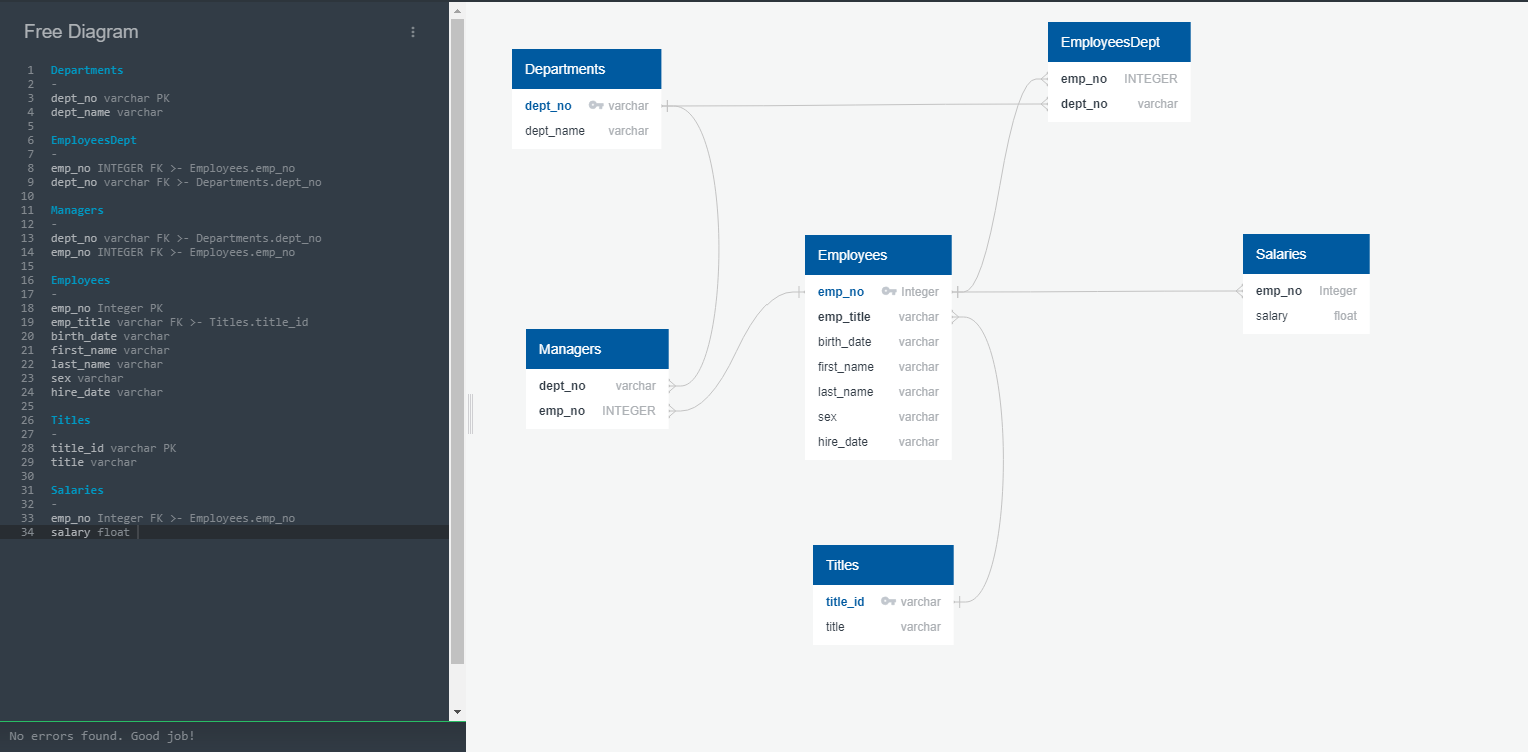 Free Diagram
1 Departments
2 -
3 dept_no varchar PK
4 dept_name varchar
5
6 EmployeesDept
7 -
8 emp_no INTEGER FK >- Employees.emp_no
9 dept_no varchar FK >- Departments.dept_no
10
11 Managers
12 -
13 dept_no varchar FK >- Departments.dept_no
14 emp_no INTEGER FK >- Employees.emp_no
15
16 Employees
17 -
18 emp_no Integer PK
19 emp_title varchar FK >- Titles.title_id
20 birth_date varchar
21 first_name varchar
22 last_name varchar
23 sex varchar
24 hire_date varchar
25
26 Titles
27 -
28 title_id varchar PK
29 title varchar
30
31 Salaries
32 -
33 emp_no Integer FK >- Employees.emp_no
34 salary float
No errors found. Good job!
Departments
dept_no varchar
dept_name varchar
EmployeesDept
emp_no INTEGER
dept_no varchar
Employees
emp_no Integer
emp_title varchar
birth_date varchar
first_name varchar
last_name varchar
sex varchar
hire_date varchar
Salaries
emp_no Integer
salary float
Managers
dept_no varchar
emp_no INTEGER
Titles
title_id varchar
title varchar